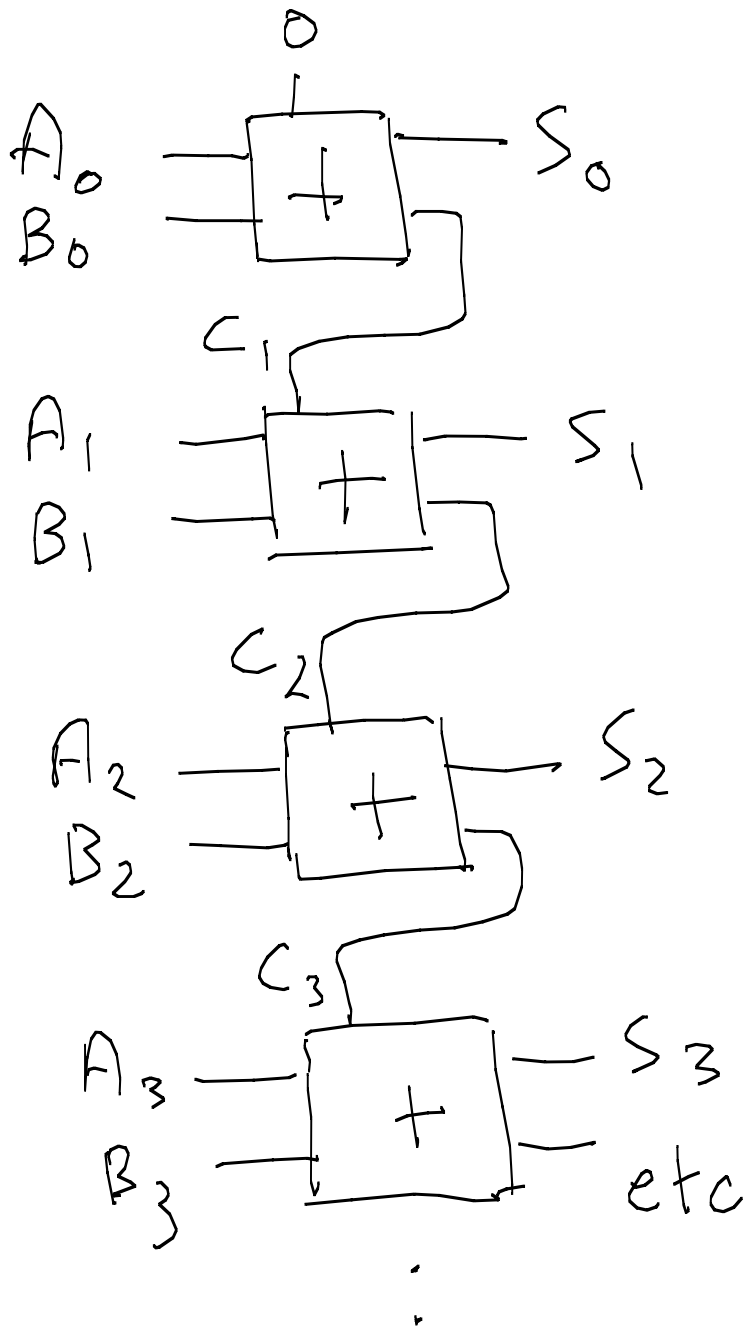 0
A0 + S0
B0
C1
A1 + S1
B1
C2
A2 + S2
B2
C3
A3 + S3
B3 etc